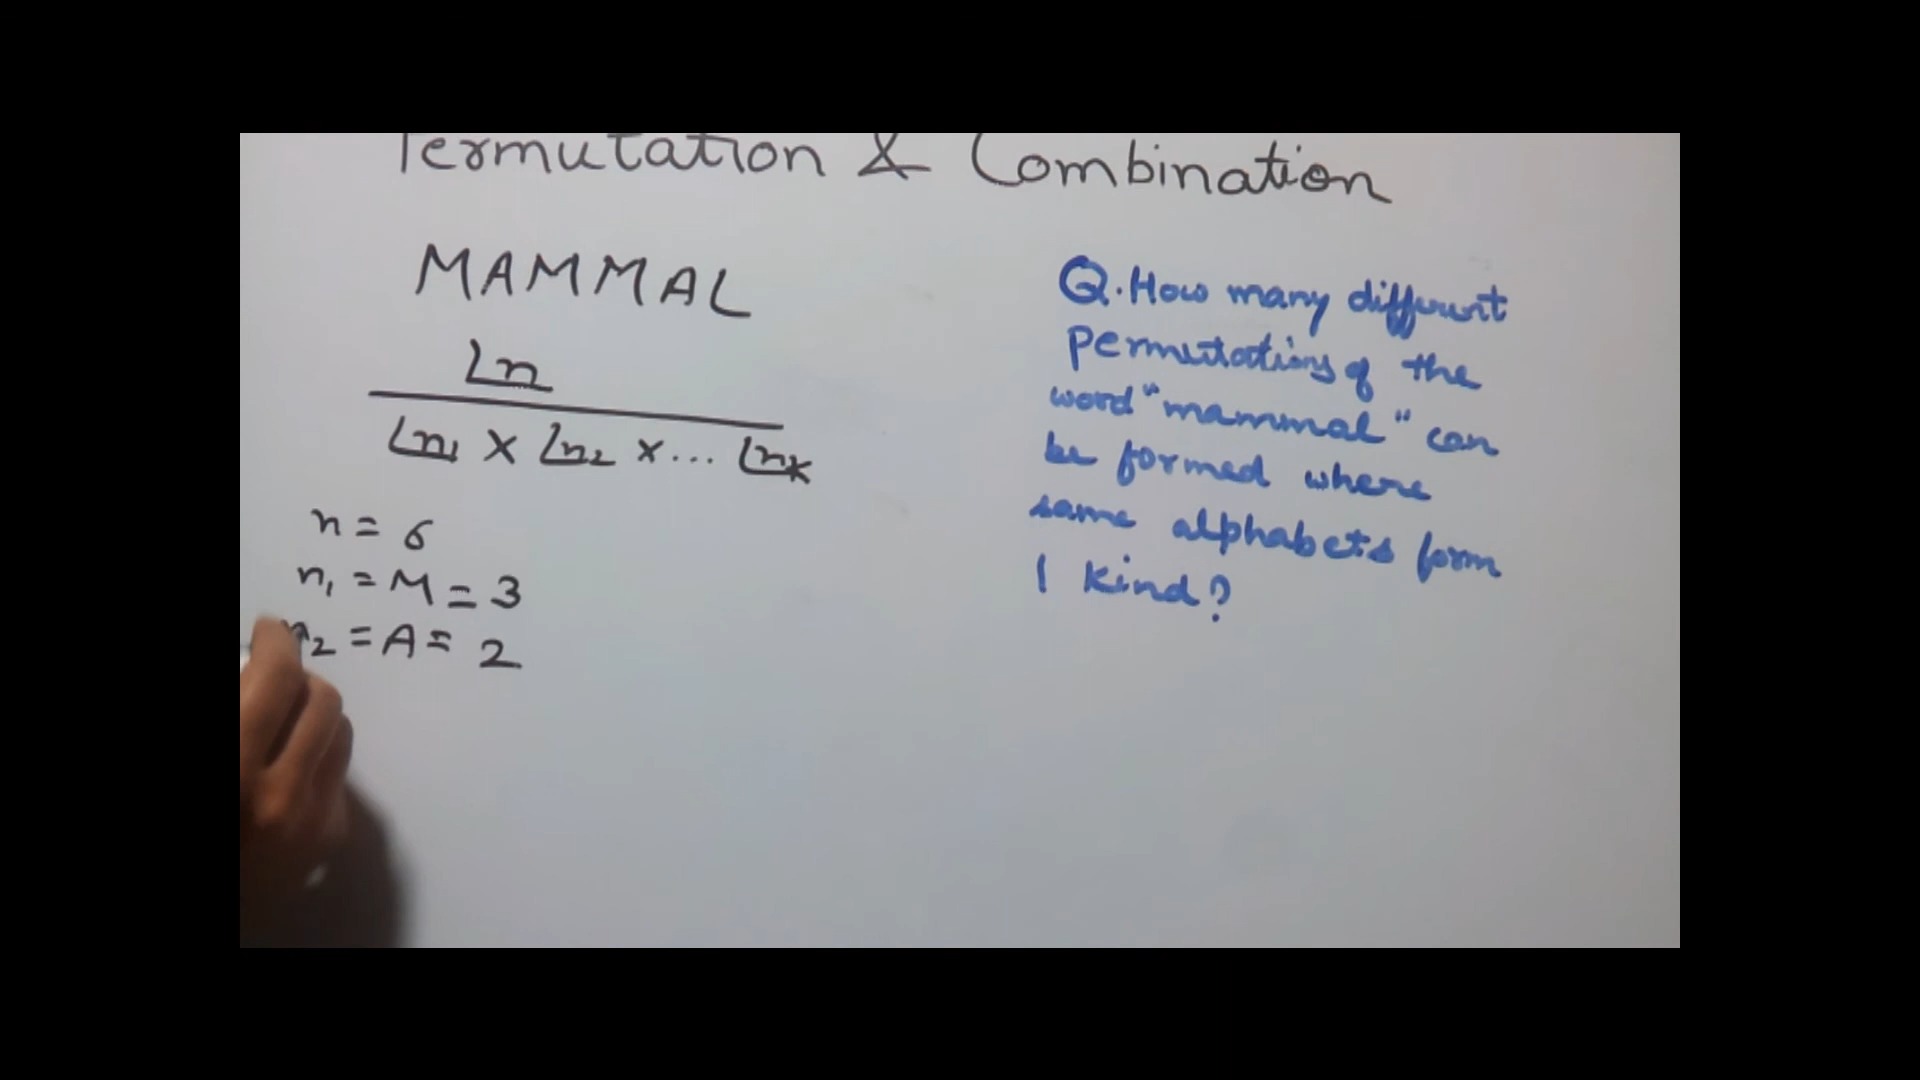 Permutation & Combination
MAMMAL
∟n
∟n₁ × ∟n₂ × ... ∟nₖ
n = 6
n₁ = M = 3
n₂ = A = 2
Q. How many different
permutations of the
word "mammal" can
be formed where
same alphabets form
1 kind?